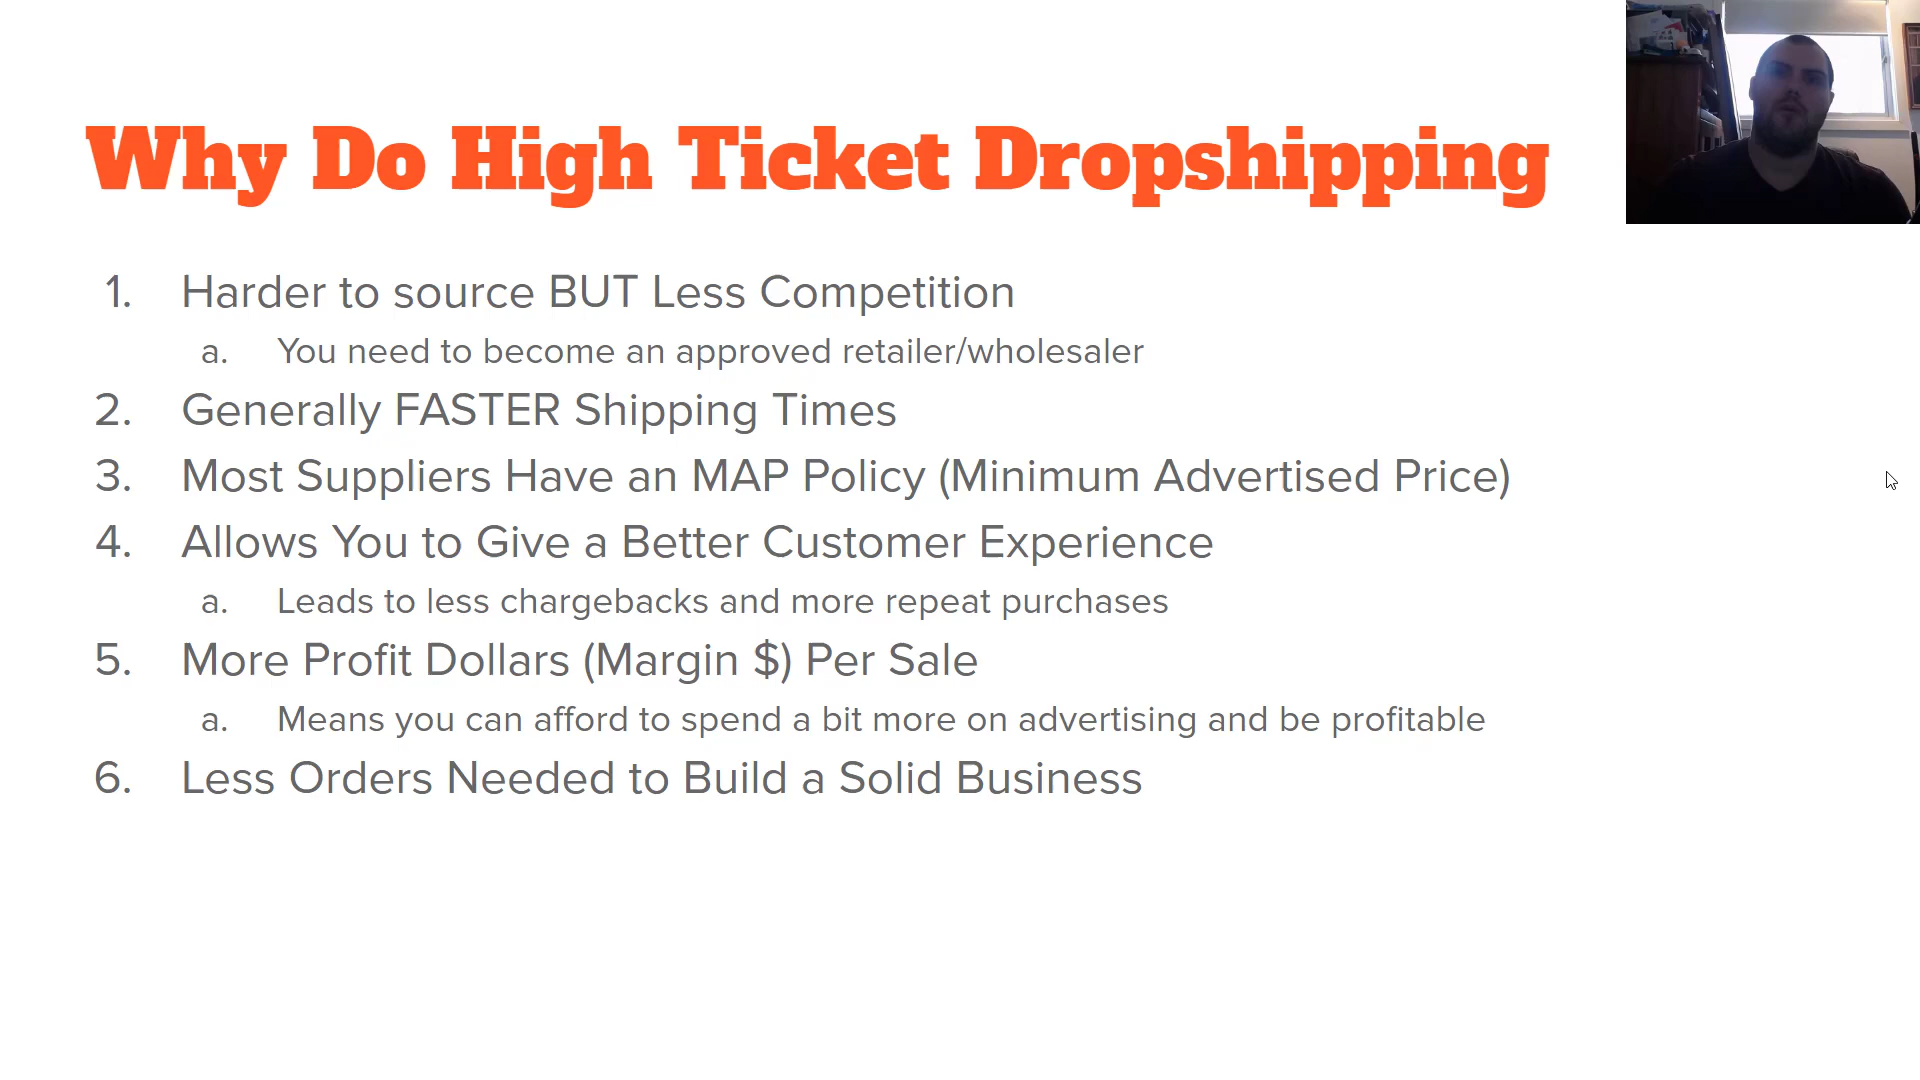 Why Do High Ticket Dropshipping
1. Harder to source BUT Less Competition
a. You need to become an approved retailer/wholesaler
2. Generally FASTER Shipping Times
3. Most Suppliers Have an MAP Policy (Minimum Advertised Price)
4. Allows You to Give a Better Customer Experience
a. Leads to less chargebacks and more repeat purchases
5. More Profit Dollars (Margin $) Per Sale
a. Means you can afford to spend a bit more on advertising and be profitable
6. Less Orders Needed to Build a Solid Business